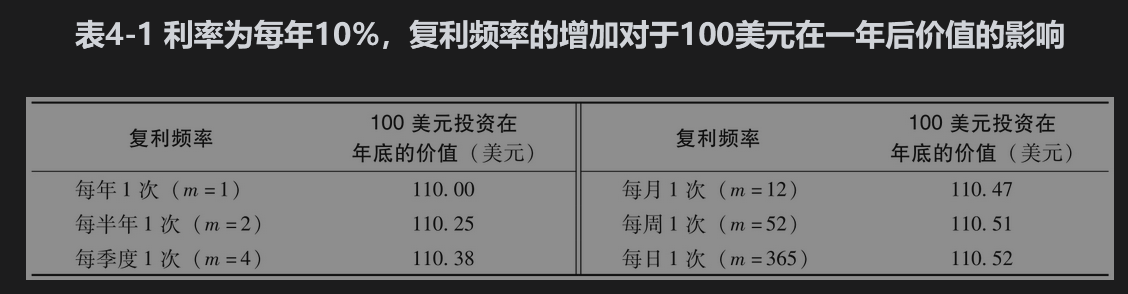 表4-1 利率为每年10%，复利频率的增加对于100美元在一年后价值的影响
复利频率 100 美元投资在年底的价值（美元） 复利频率 100 美元投资在年底的价值（美元）
每年 1 次（m =1） 110. 00 每月 1 次（m =12） 110. 47
每半年 1 次（m =2） 110. 25 每周 1 次（m =52） 110. 51
每季度 1 次（m =4） 110. 38 每日 1 次（m =365） 110. 52